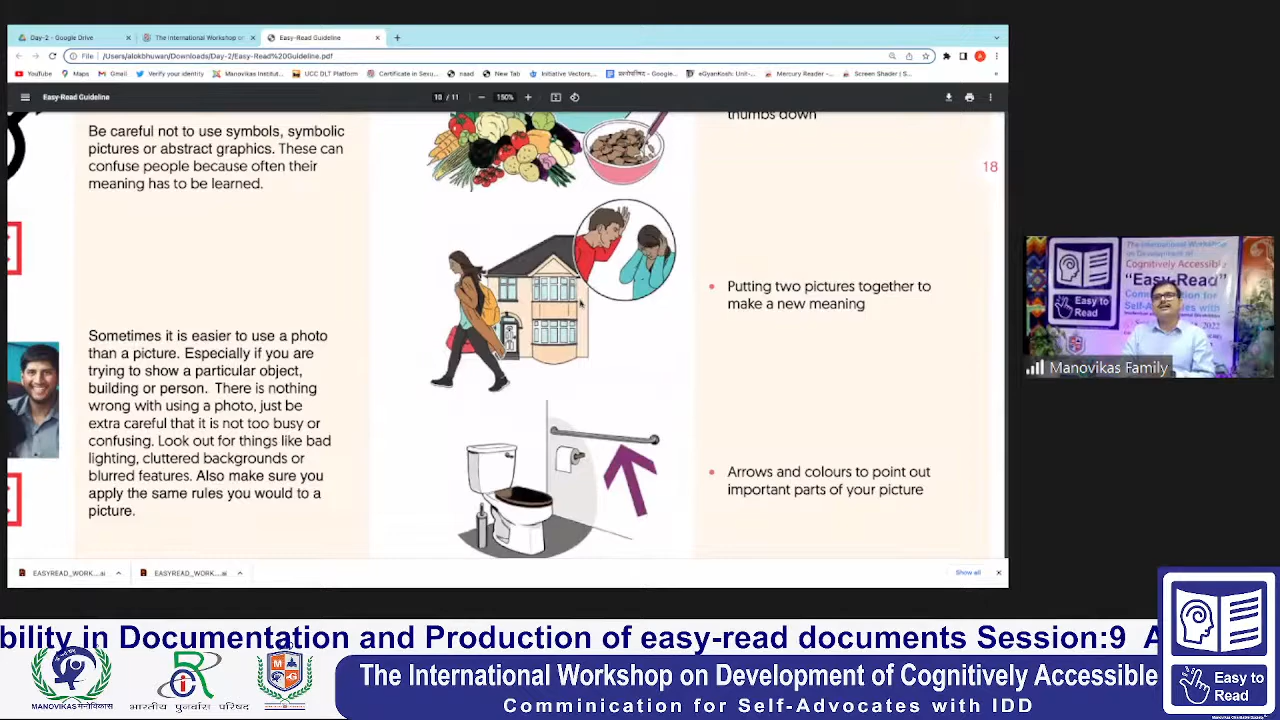 Day-2 - Google Drive
The International Workshop on
Easy-Read Guideline
File
/Users/alokbhuwan/Downloads/Day-2/Easy-Read%20Guideline.pdf
YouTube
Maps
Gmail
Verify your identity
Manovikas Institut...
UCC DLT Platform
Certificate in Sexu...
naad
New Tab
Initiative Vectors,...
eGyanKosh: Unit-...
Mercury Reader -...
Screen Shader | S...
Easy-Read Guideline
150%
Be careful not to use symbols, symbolic
pictures or abstract graphics. These can
confuse people because often their
meaning has to be learned.
Sometimes it is easier to use a photo
than a picture. Especially if you are
trying to show a particular object,
building or person. There is nothing
wrong with using a photo, just be
extra careful that it is not too busy or
confusing. Look out for things like bad
lighting, cluttered backgrounds or
blurred features. Also make sure you
apply the same rules you would to a
picture.
thumbs down
18
• Putting two pictures together to
make a new meaning
• Arrows and colours to point out
important parts of your picture
EASYREAD_WORK....ai
EASYREAD_WORK....ai
Show all
The International Workshop
on Development of
Cognitively Accessible
"Easy-Read"
Easy to
Read
Manovikas Family
bility in Documentation and Production of easy-read documents Session:9 A
MANOVIKAS मनोविकास
भारतीय पुनर्वास परिषद
The International Workshop on Development of Cognitively Accessible
Comminication for Self-Advocates with IDD
Easy to
Read